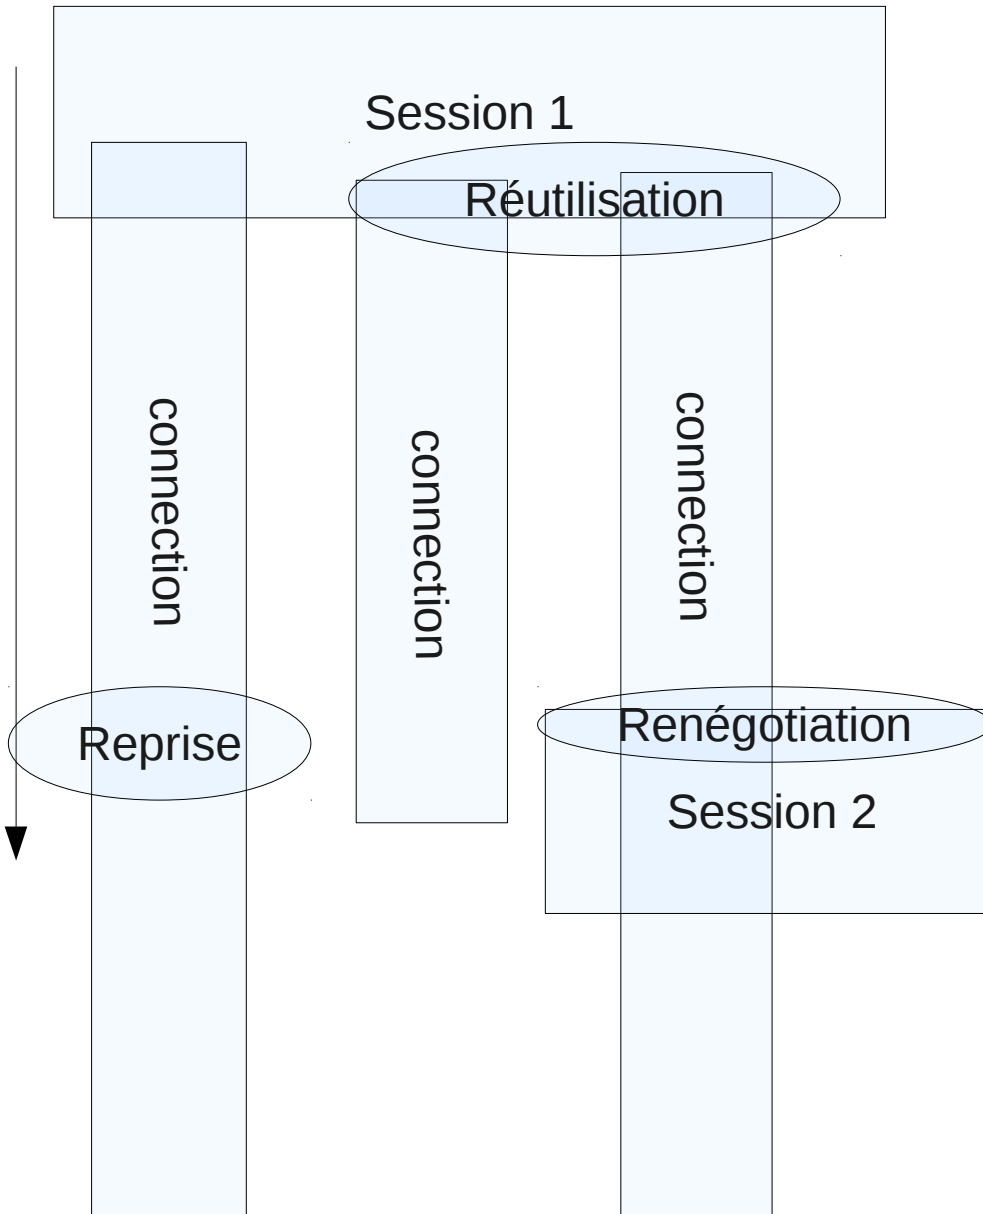 Session 1
Réutilisation
connection
connection
connection
Reprise
Renégotiation
Session 2